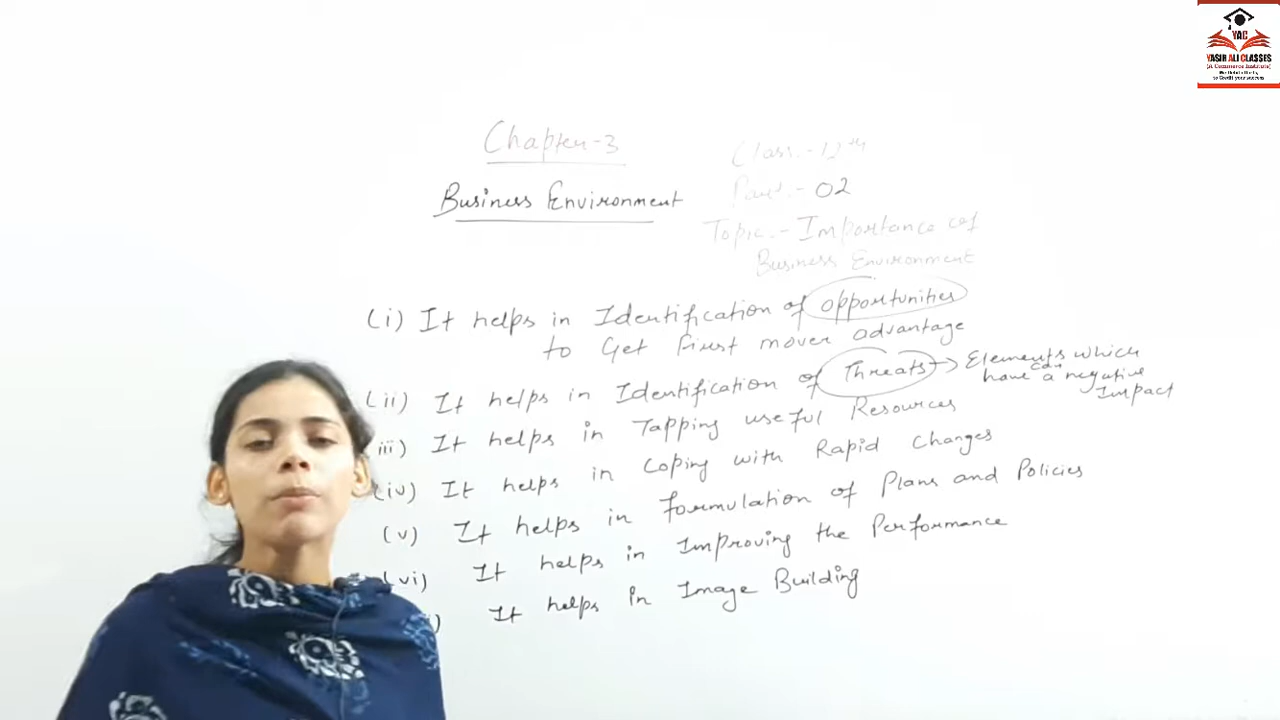 YAC
YASIR ALI CLASSES
(A Commerce Institute)
Chapter-3
Business Environment
Class.-12th
Part.-02
Topic.-Importance of
Business Environment
(i) It helps in Identification of opportunities
to Get First mover advantage
(ii) It helps in Identification of Threats → Elements which
can
have a negative
Impact
iii) It helps in Tapping useful Resources
(iv) It helps in Coping with Rapid Changes
(v) It helps in formulation of Plans and Policies
(vi) It helps in Improving the Performance
) It helps in Image Building